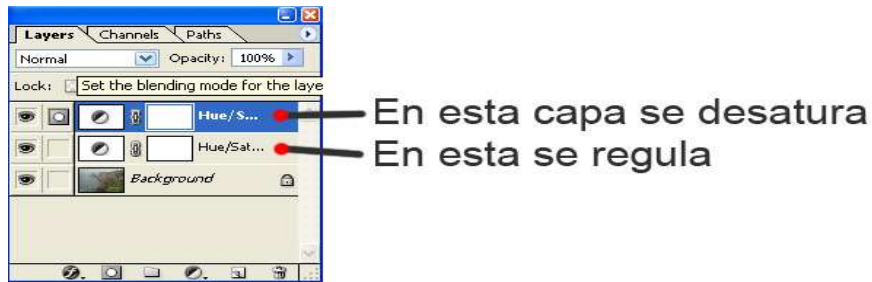 Layers Channels Paths
Normal Opacity: 100%
Lock: Set the blending mode for the laye
Hue/S...
Hue/Sat...
Background
En esta capa se desatura
En esta se regula